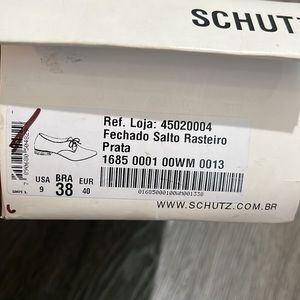 SCHUTZ
Ref. Loja: 45020004
Fechado Salto Rasteiro
Prata
1685 0001 00WM 0013
USA BRA EUR
9 38 40
WWW.SCHUTZ.COM.BR